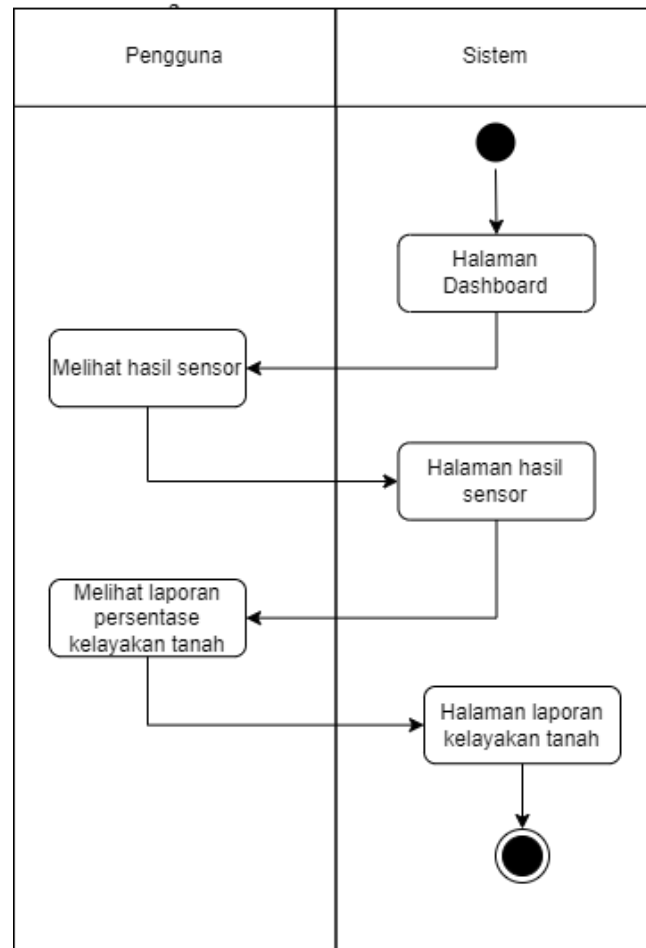 Pengguna
Sistem
Halaman
Dashboard
Melihat hasil sensor
Halaman hasil
sensor
Melihat laporan
persentase
kelayakan tanah
Halaman laporan
kelayakan tanah